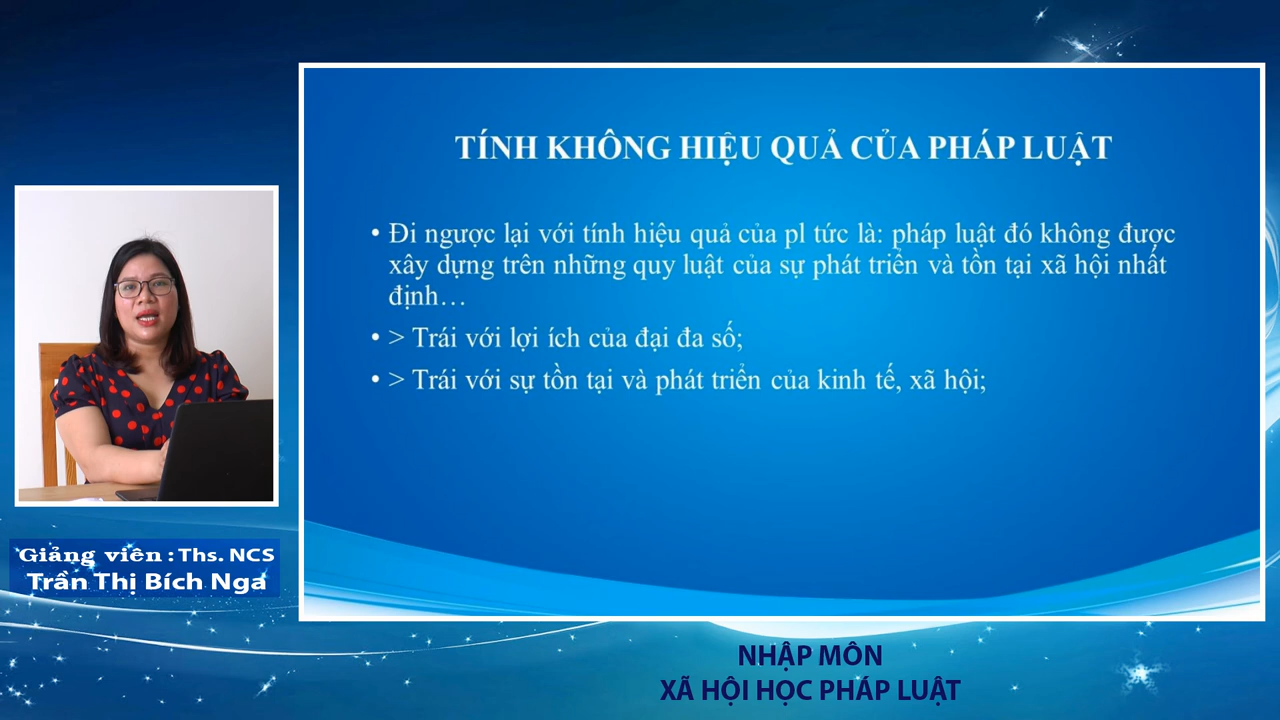 TÍNH KHÔNG HIỆU QUẢ CỦA PHÁP LUẬT
• Đi ngược lại với tính hiệu quả của pl tức là: pháp luật đó không được
xây dựng trên những quy luật của sự phát triển và tồn tại xã hội nhất
định…
• > Trái với lợi ích của đại đa số;
• > Trái với sự tồn tại và phát triển của kinh tế, xã hội;
Giảng viên : Ths. NCS
Trần Thị Bích Nga
NHẬP MÔN
XÃ HỘI HỌC PHÁP LUẬT